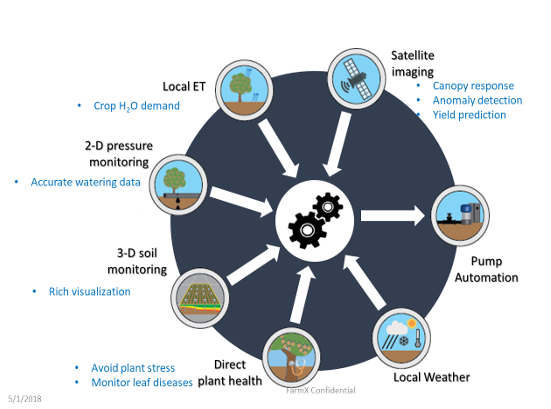 Satellite
imaging
• Canopy response
• Anomaly detection
• Yield prediction
Local ET
• Crop H₂O demand
2-D pressure
monitoring
• Accurate watering data
3-D soil
monitoring
• Rich visualization
Pump
Automation
Local Weather
Direct
plant health
• Avoid plant stress
• Monitor leaf diseases
FarmX Confidential
5/1/2018